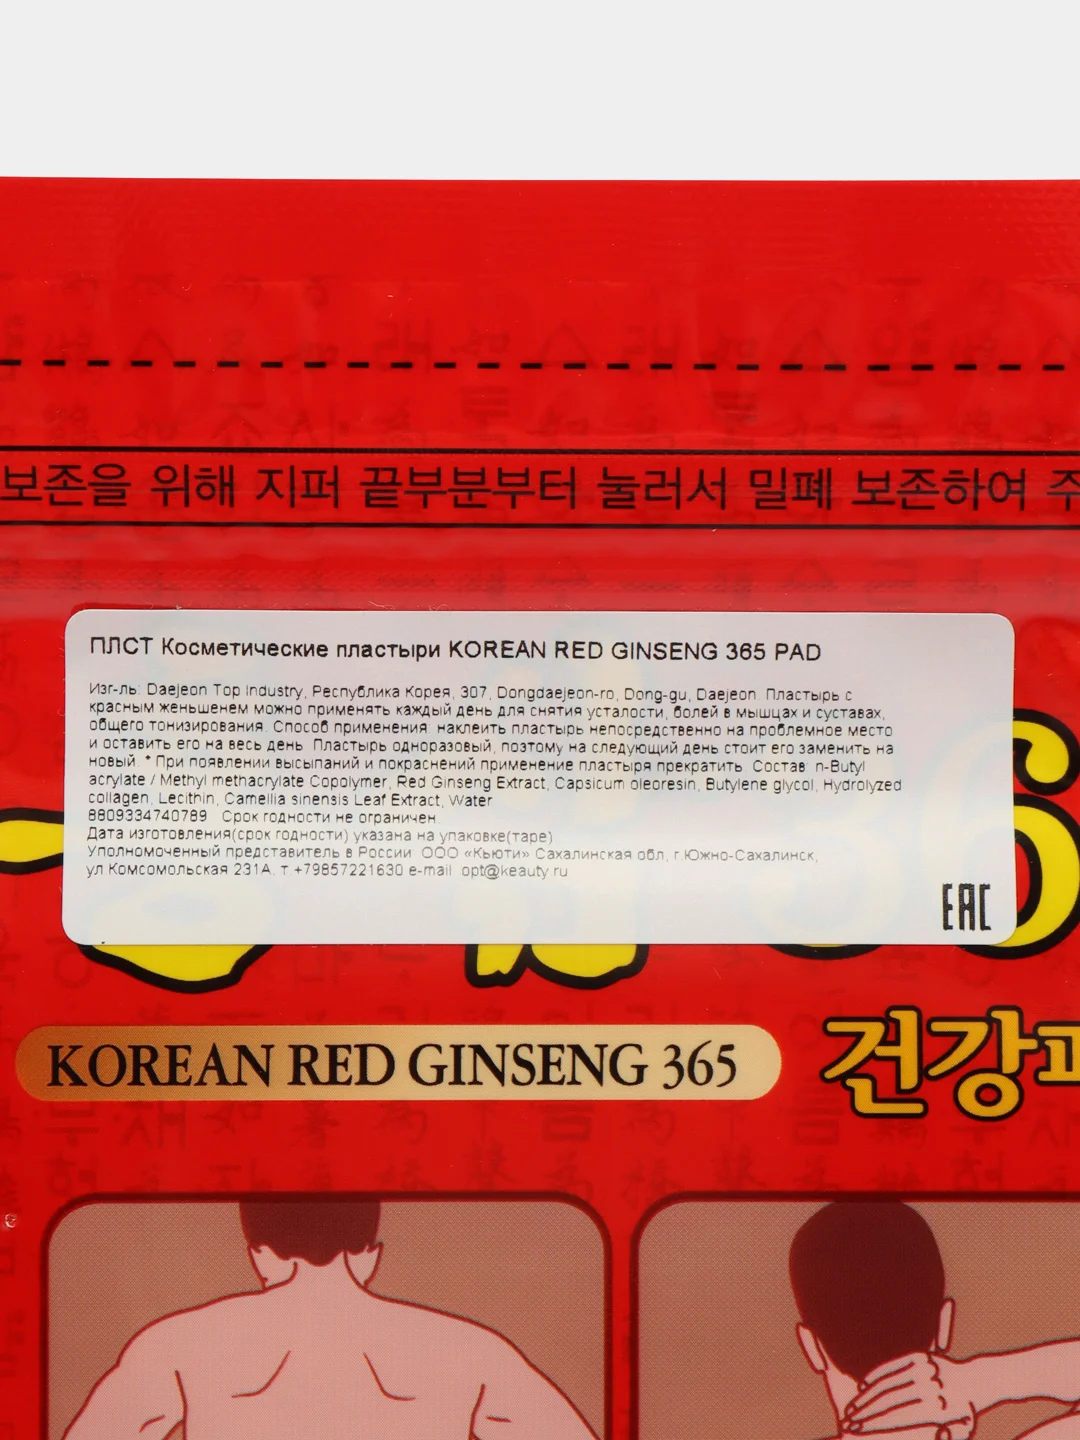 보존을 위해 지퍼 끝부분부터 눌러서 밀폐 보존하여 주
ПЛСТ Косметические пластыри KOREAN RED GINSENG 365 PAD
Изг-ль: Daejeon Top Industry, Республика Корея, 307, Dongdaejeon-ro, Dong-gu, Daejeon. Пластырь с
красным женьшенем можно применять каждый день для снятия усталости, болей в мышцах и суставах,
общего тонизирования. Способ применения: наклеить пластырь непосредственно на проблемное место
и оставить его на весь день. Пластырь одноразовый, поэтому на следующий день стоит его заменить на
новый. * При появлении высыпаний и покраснений применение пластыря прекратить. Состав: n-Butyl
acrylate / Methyl methacrylate Copolymer, Red Ginseng Extract, Capsicum oleoresin, Butylene glycol, Hydrolyzed
collagen, Lecithin, Camellia sinensis Leaf Extract, Water
8809334740789 Срок годности не ограничен.
Дата изготовления(срок годности) указана на упаковке(таре)
Уполномоченный представитель в России: ООО «Кьюти» Сахалинская обл, г.Южно-Сахалинск,
ул Комсомольская 231А. т +79857221630 e-mail: opt@keauty.ru
EAC
KOREAN RED GINSENG 365
건강파